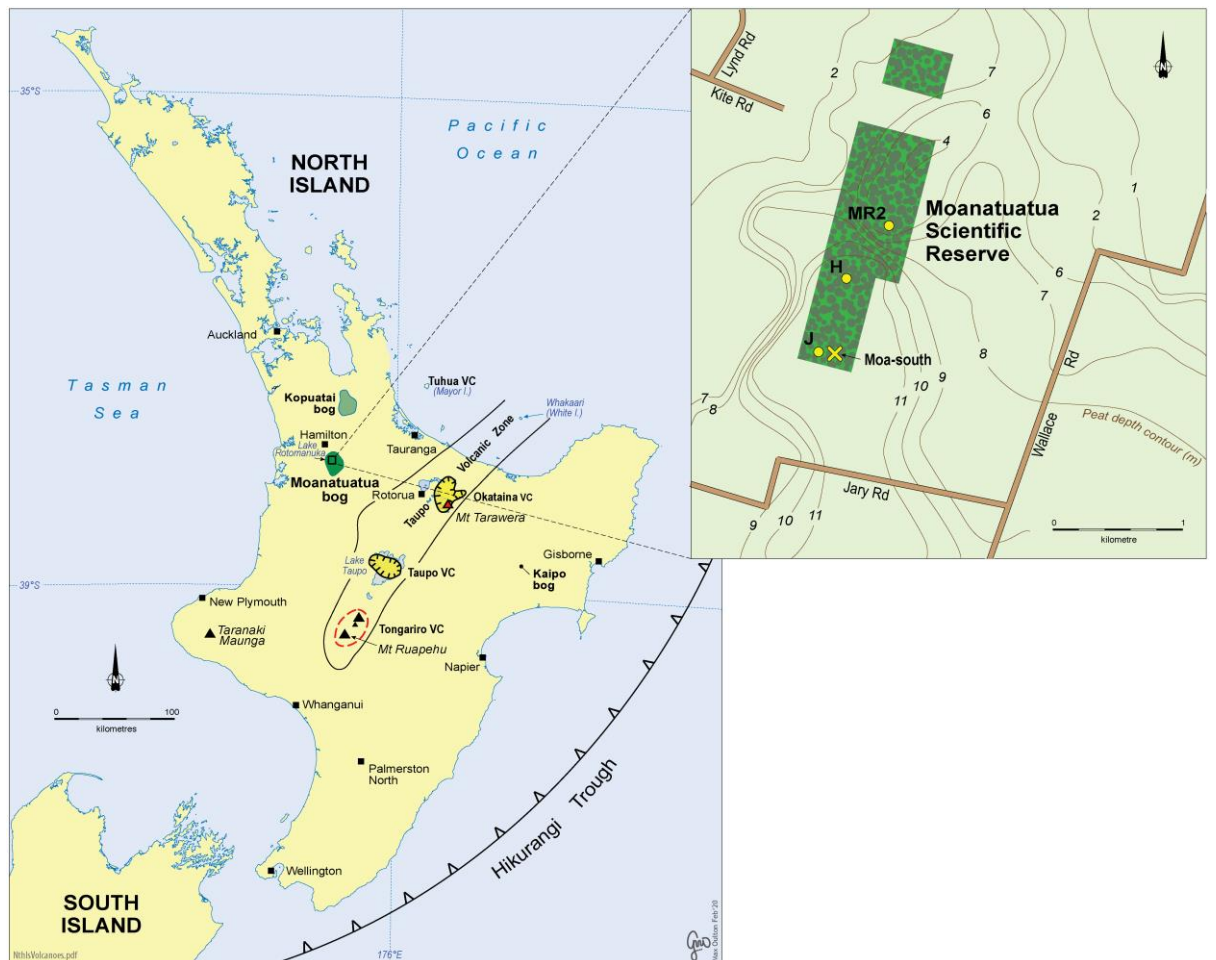 35°S
Pacific
Ocean
NORTH
ISLAND
Auckland
Tasman
Sea
Kopuatai
bog
Hamilton
Lake
Rotomanuka
Moanatuatua
bog
Tuhua VC
(Mayor I.)
Whakaari
(White I.)
Tauranga
Taupo Volcanic Zone
Rotorua
Okataina VC
Mt Tarawera
Lake
Taupo
Taupo VC
Gisborne
Kaipo
bog
39°S
New Plymouth
Taranaki
Maunga
Tongariro VC
Mt Ruapehu
Napier
N
0 100
kilometres
Whanganui
Palmerston
North
Hikurangi Trough
Wellington
SOUTH
ISLAND
176°E
NthIsVolcanoes.pdf
Max Oulton Feb'20
Lynd Rd
Kite Rd
2
7
6
4
N
1
2
MR2
Moanatuatua
Scientific
Reserve
H
6
7
J
Moa-south
8
9
10
11
7
8
Wallace Rd
Peat depth contour (m)
Jary Rd
9
10
11
0 1
kilometre